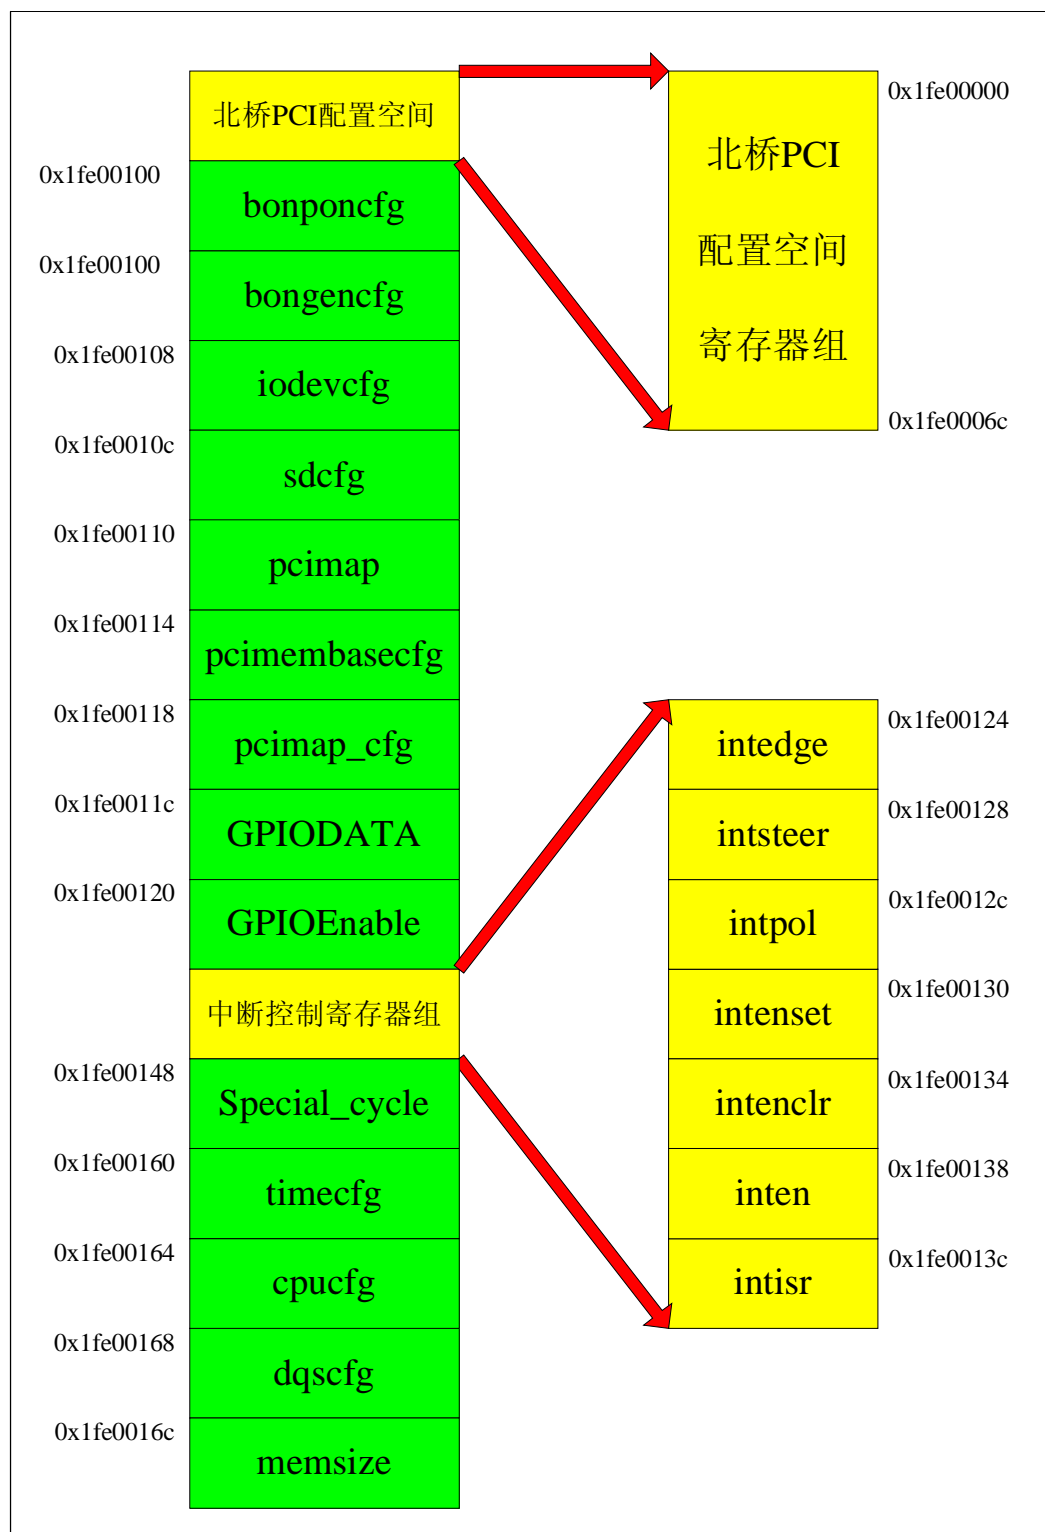 北桥PCI配置空间
0x1fe00100
bonponcfg
0x1fe00100
bongencfg
0x1fe00108
iodevcfg
0x1fe0010c
sdcfg
0x1fe00110
pcimap
0x1fe00114
pcimembasecfg
0x1fe00118
pcimap_cfg
0x1fe0011c
GPIODATA
0x1fe00120
GPIOEnable
中断控制寄存器组
0x1fe00148
Special_cycle
0x1fe00160
timecfg
0x1fe00164
cpucfg
0x1fe00168
dqscfg
0x1fe0016c
memsize
0x1fe00000
北桥PCI
配置空间
寄存器组
0x1fe0006c
0x1fe00124
intedge
0x1fe00128
intsteer
0x1fe0012c
intpol
0x1fe00130
intenset
0x1fe00134
intenclr
0x1fe00138
inten
0x1fe0013c
intisr